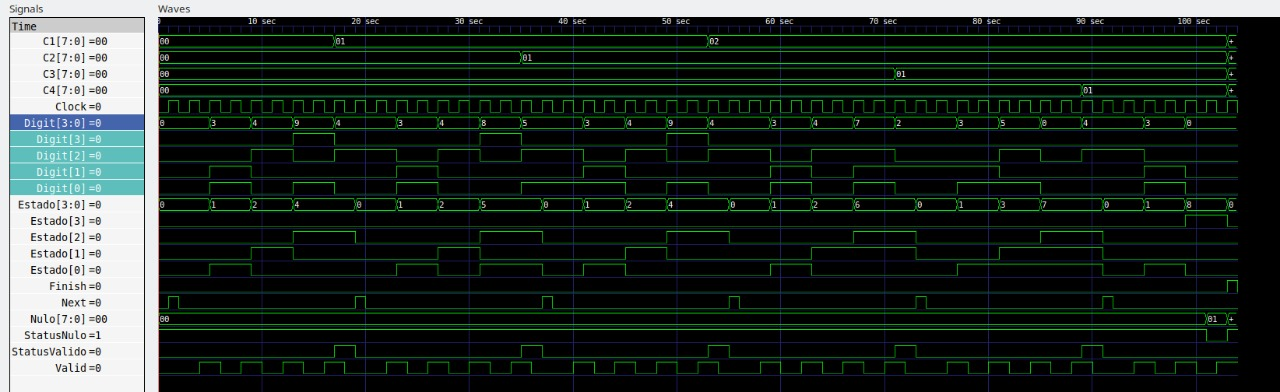 Signals Waves
Time 0 10 sec 20 sec 30 sec 40 sec 50 sec 60 sec 70 sec 80 sec 90 sec 100 sec
C1[7:0] =00 00 01 02 +
C2[7:0] =00 00 01 +
C3[7:0] =00 00 01 +
C4[7:0] =00 00 01 +
Clock =0
Digit[3:0] =0 0 3 4 9 4 3 4 8 5 3 4 9 4 3 4 7 2 3 5 0 4 3 0
Digit[3] =0
Digit[2] =0
Digit[1] =0
Digit[0] =0
Estado[3:0] =0 0 1 2 4 0 1 2 5 0 1 2 4 0 1 2 6 0 1 3 7 0 1 8 0
Estado[3] =0
Estado[2] =0
Estado[1] =0
Estado[0] =0
Finish =0
Next =0
Nulo[7:0] =00 00 01 +
StatusNulo =1
StatusValido =0
Valid =0